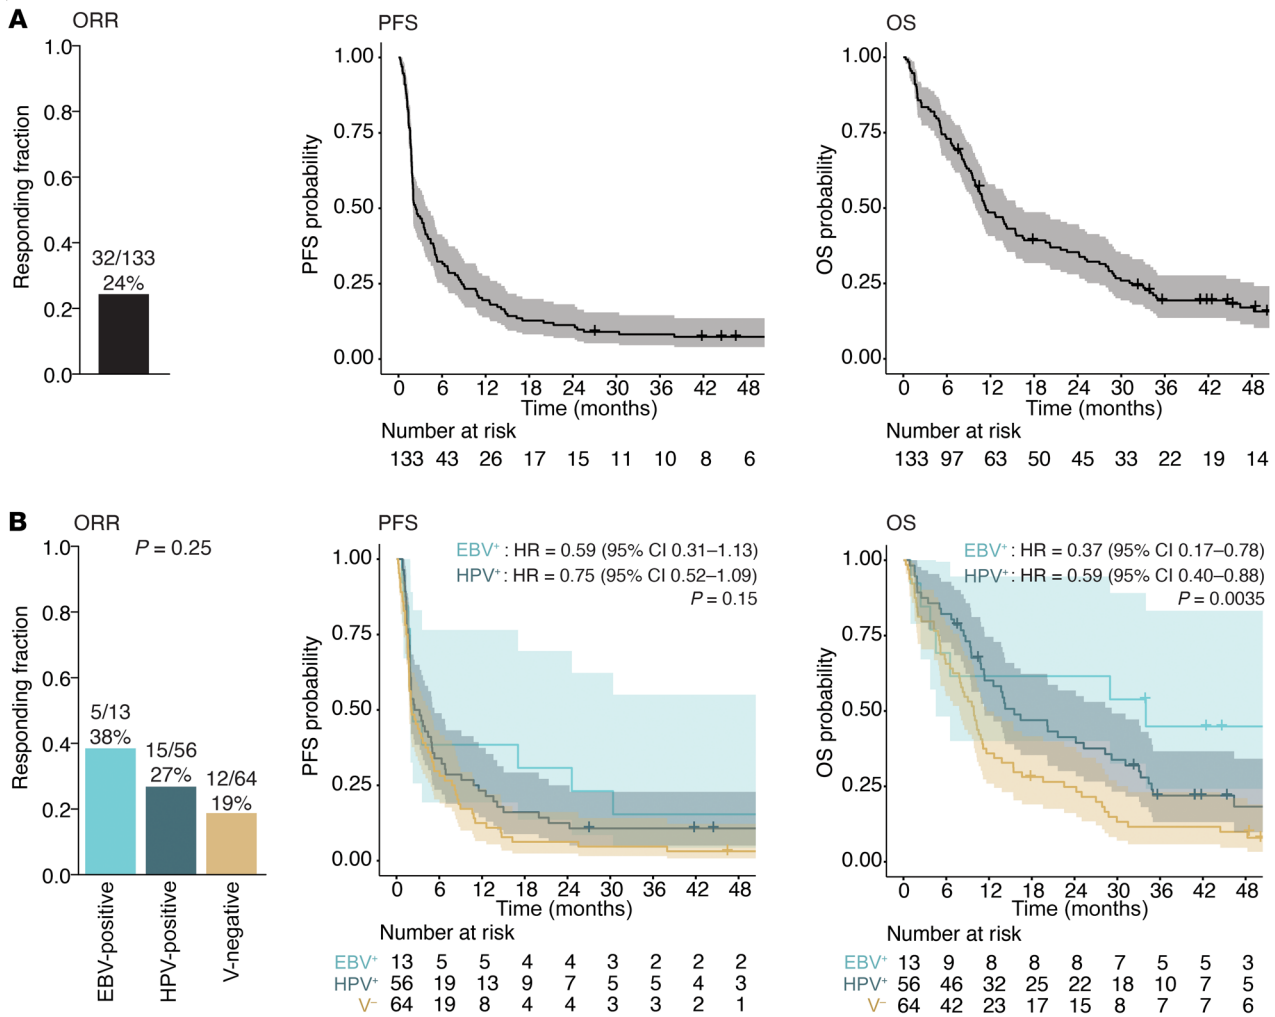 A
ORR
Responding fraction
1.0
0.8
0.6
0.4
0.2
0.0
32/133
24%
PFS
PFS probability
1.00
0.75
0.50
0.25
0.00
0 6 12 18 24 30 36 42 48
Time (months)
Number at risk
133 43 26 17 15 11 10 8 6
OS
OS probability
1.00
0.75
0.50
0.25
0.00
0 6 12 18 24 30 36 42 48
Time (months)
Number at risk
133 97 63 50 45 33 22 19 14
B
ORR
P = 0.25
Responding fraction
1.0
0.8
0.6
0.4
0.2
0.0
5/13
38%
15/56
27%
12/64
19%
EBV-positive
HPV-positive
V-negative
PFS
EBV⁺ : HR = 0.59 (95% CI 0.31–1.13)
HPV⁺ : HR = 0.75 (95% CI 0.52–1.09)
P = 0.15
PFS probability
1.00
0.75
0.50
0.25
0.00
0 6 12 18 24 30 36 42 48
Time (months)
Number at risk
EBV⁺ 13 5 5 4 4 3 2 2 2
HPV⁺ 56 19 13 9 7 5 5 4 3
V⁻ 64 19 8 4 4 3 3 2 1
OS
EBV⁺ : HR = 0.37 (95% CI 0.17–0.78)
HPV⁺ : HR = 0.59 (95% CI 0.40–0.88)
P = 0.0035
OS probability
1.00
0.75
0.50
0.25
0.00
0 6 12 18 24 30 36 42 48
Time (months)
Number at risk
EBV⁺ 13 9 8 8 8 7 5 5 3
HPV⁺ 56 46 32 25 22 18 10 7 5
V⁻ 64 42 23 17 15 8 7 7 6